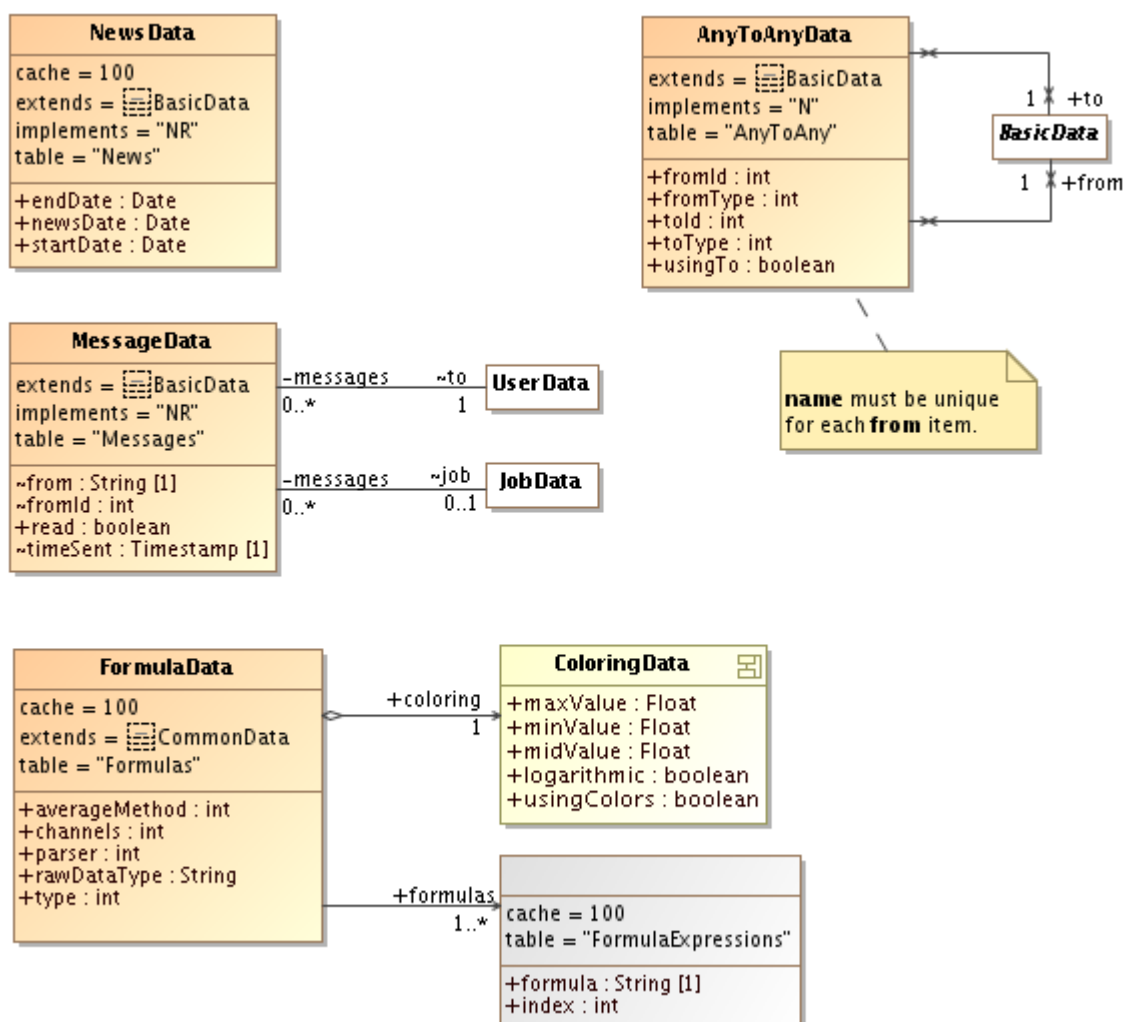 NewsData
cache = 100
extends = BasicData
implements = "NR"
table = "News"
+endDate : Date
+newsDate : Date
+startDate : Date
AnyToAnyData
extends = BasicData
implements = "N"
table = "AnyToAny"
+fromId : int
+fromType : int
+toId : int
+toType : int
+usingTo : boolean
1 +to
BasicData
1 +from
name must be unique
for each from item.
MessageData
extends = BasicData
implements = "NR"
table = "Messages"
~from : String [1]
~fromId : int
+read : boolean
~timeSent : Timestamp [1]
-messages ~to
0..* 1
UserData
-messages ~job
0..* 0..1
JobData
FormulaData
cache = 100
extends = CommonData
table = "Formulas"
+averageMethod : int
+channels : int
+parser : int
+rawDataType : String
+type : int
+coloring
1
ColoringData
+maxValue : Float
+minValue : Float
+midValue : Float
+logarithmic : boolean
+usingColors : boolean
+formulas
1..*
cache = 100
table = "FormulaExpressions"
+formula : String [1]
+index : int